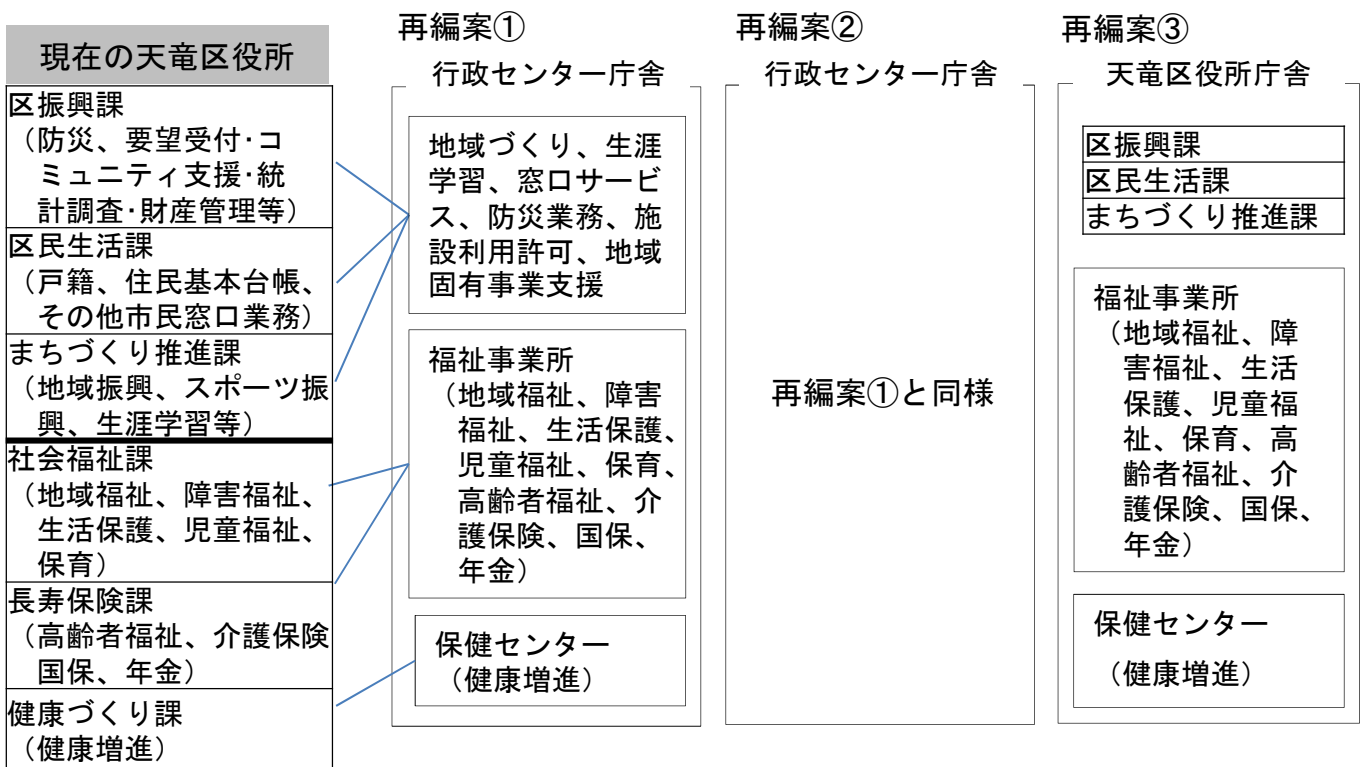 現在の天竜区役所
区振興課
（防災、要望受付･コ
ミュニティ支援･統
計調査･財産管理等）
区民生活課
（戸籍、住民基本台帳、
その他市民窓口業務）
まちづくり推進課
（地域振興、スポーツ振
興、生涯学習等）
社会福祉課
（地域福祉、障害福祉、
生活保護、児童福祉、
保育）
長寿保険課
（高齢者福祉、介護保険
国保、年金）
健康づくり課
（健康増進）
再編案①
行政センター庁舎
地域づくり、生涯
学習、窓口サービ
ス、防災業務、施
設利用許可、地域
固有事業支援
福祉事業所
（地域福祉、障害
福祉、生活保護、
児童福祉、保育、
高齢者福祉、介
護保険、国保、
年金）
保健センター
（健康増進）
再編案②
行政センター庁舎
再編案①と同様
再編案③
天竜区役所庁舎
区振興課
区民生活課
まちづくり推進課
福祉事業所
（地域福祉、障
害福祉、生活
保護、児童福
祉、保育、高
齢者福祉、介
護保険、国保、
年金）
保健センター
（健康増進）